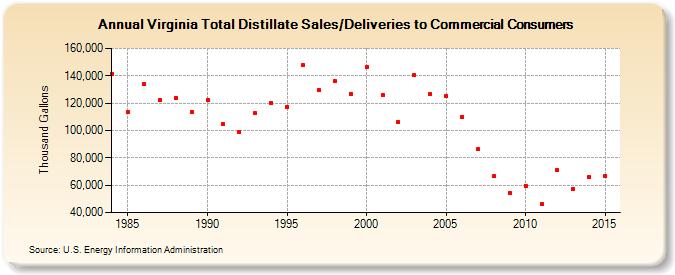 Annual Virginia Total Distillate Sales/Deliveries to Commercial Consumers
Thousand Gallons
160,000
140,000
120,000
100,000
80,000
60,000
40,000
1985 1990 1995 2000 2005 2010 2015
Source: U.S. Energy Information Administration